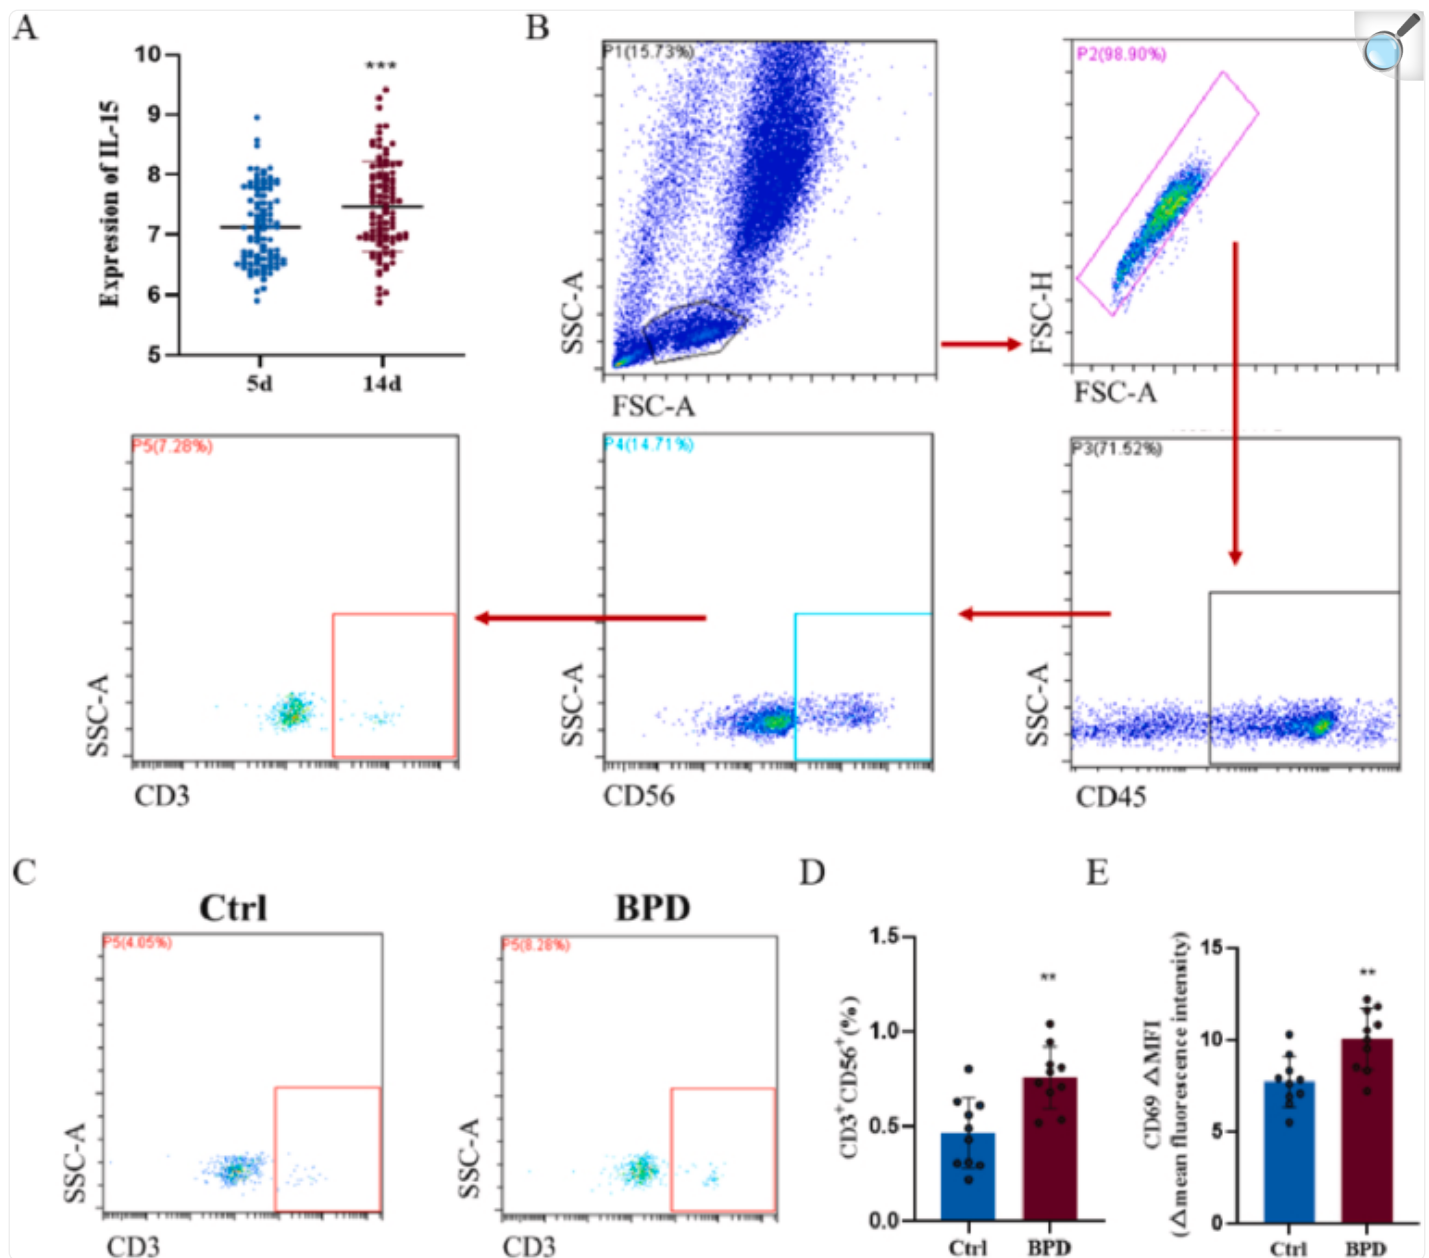 A
Expression of IL-15
10
9
8
7
6
5
***
5d
14d
B
P1(15.73%)
SSC-A
FSC-A
P2(98.90%)
FSC-H
FSC-A
P5(7.28%)
SSC-A
CD3
P4(14.71%)
SSC-A
CD56
P3(71.52%)
SSC-A
CD45
C
Ctrl
P5(4.05%)
SSC-A
CD3
BPD
P5(8.28%)
SSC-A
CD3
D
CD3+CD56+(%)
1.5
1.0
0.5
0.0
**
Ctrl
BPD
E
CD69 △MFI
(△mean fluorescence intensity)
15
10
5
0
**
Ctrl
BPD